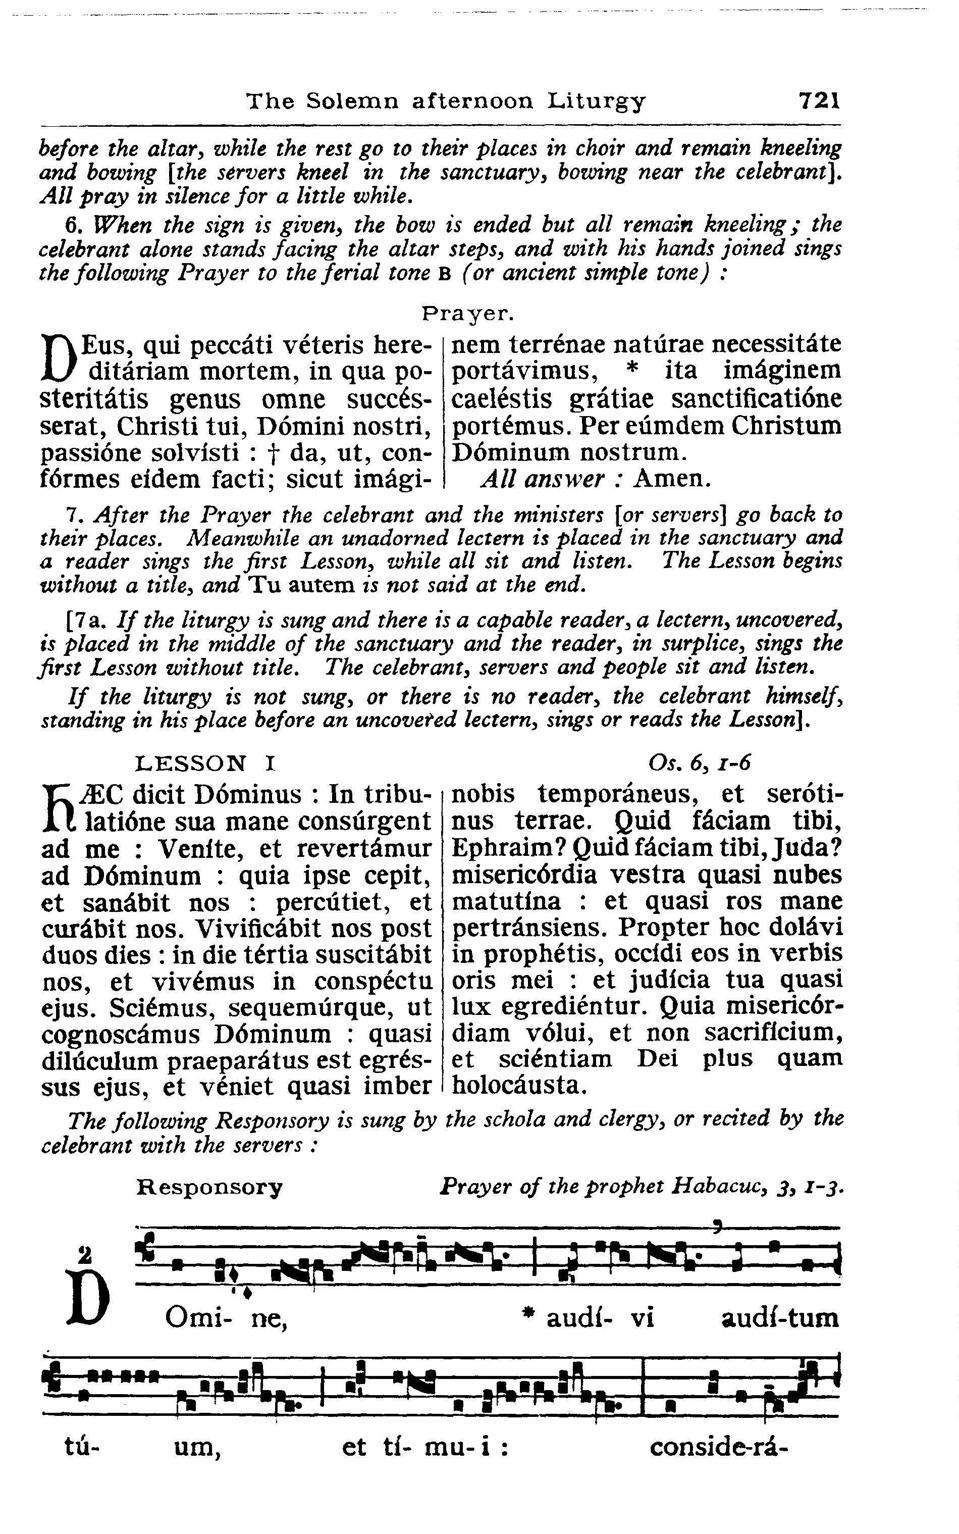 The Solemn afternoon Liturgy 721
before the altar, while the rest go to their places in choir and remain kneeling
and bowing [the servers kneel in the sanctuary, bowing near the celebrant].
All pray in silence for a little while.
6. When the sign is given, the bow is ended but all remain kneeling; the
celebrant alone stands facing the altar steps, and with his hands joined sings
the following Prayer to the ferial tone B (or ancient simple tone) :
Prayer.
DEus, qui peccáti véteris here-
ditáriam mortem, in qua po-
steritátis genus omne succés-
serat, Christi tui, Dómini nostri,
passióne solvísti : † da, ut, con-
fórmes eídem facti; sicut imági-
nem terrénae natúrae necessitáte
portávimus, * ita imáginem
caeléstis grátiae sanctificatióne
portémus. Per eúmdem Christum
Dóminum nostrum.
All answer : Amen.
7. After the Prayer the celebrant and the ministers [or servers] go back to
their places. Meanwhile an unadorned lectern is placed in the sanctuary and
a reader sings the first Lesson, while all sit and listen. The Lesson begins
without a title, and Tu autem is not said at the end.
[7a. If the liturgy is sung and there is a capable reader, a lectern, uncovered,
is placed in the middle of the sanctuary and the reader, in surplice, sings the
first Lesson without title. The celebrant, servers and people sit and listen.
If the liturgy is not sung, or there is no reader, the celebrant himself,
standing in his place before an uncovered lectern, sings or reads the Lesson].
LESSON I Os. 6, 1-6
HÆC dicit Dóminus : In tribu-
latióne sua mane consúrgent
ad me : Veníte, et revertámur
ad Dóminum : quia ipse cepit,
et sanábit nos : percútiet, et
curábit nos. Vivificábit nos post
duos dies : in die tértia suscitábit
nos, et vivémus in conspéctu
ejus. Sciémus, sequemúrque, ut
cognoscámus Dóminum : quasi
dilúculum praeparátus est egrés-
sus ejus, et véniet quasi imber
nobis temporáneus, et seróti-
nus terrae. Quid fáciam tibi,
Ephraim? Quid fáciam tibi, Juda?
misericórdia vestra quasi nubes
matutína : et quasi ros mane
pertránsiens. Propter hoc dolávi
in prophétis, occídi eos in verbis
oris mei : et judícia tua quasi
lux egrediéntur. Quia misericór-
diam vólui, et non sacrifícium,
et sciéntiam Dei plus quam
holocáusta.
The following Responsory is sung by the schola and clergy, or recited by the
celebrant with the servers :
Responsory Prayer of the prophet Habacuc, 3, 1-3.
2
DOmi- ne, * audí- vi audí-tum
tú- um, et tí- mu- i : conside-rá-